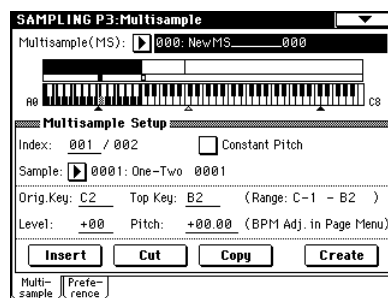 SAMPLING P3:Multisample
Multisample(MS): 000: NewMS_____000
A0 C8
Multisample Setup
Index: 001 / 002 Constant Pitch
Sample: 0001: One-Two 0001
Orig.Key: C2 Top Key: B2 (Range: C-1 - B2 )
Level: +00 Pitch: +00.00 (BPM Adj. in Page Menu)
Insert Cut Copy Create
Multi-sample Prefe-rence